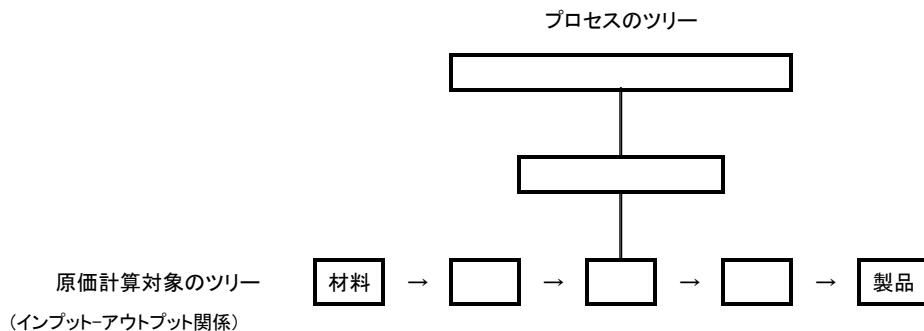 プロセスのツリー
原価計算対象のツリー
材料 → → → → 製品
(インプット-アウトプット関係)